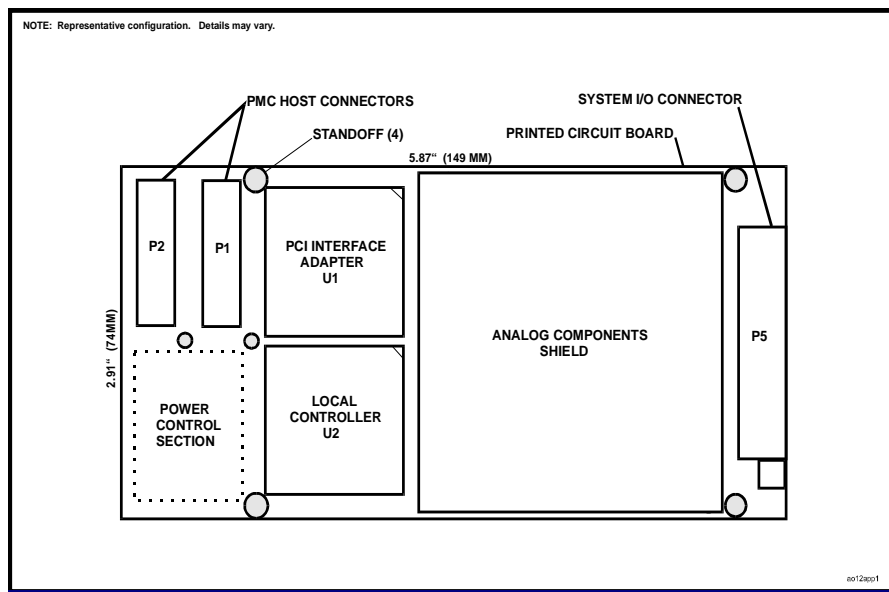 NOTE: Representative configuration. Details may vary.
PMC HOST CONNECTORS
SYSTEM I/O CONNECTOR
STANDOFF (4)
PRINTED CIRCUIT BOARD
5.87“ (149 MM)
P2
P1
PCI INTERFACE
ADAPTER
U1
ANALOG COMPONENTS
SHIELD
P5
2.91“ (74MM)
POWER
CONTROL
SECTION
LOCAL
CONTROLLER
U2
ao12app1